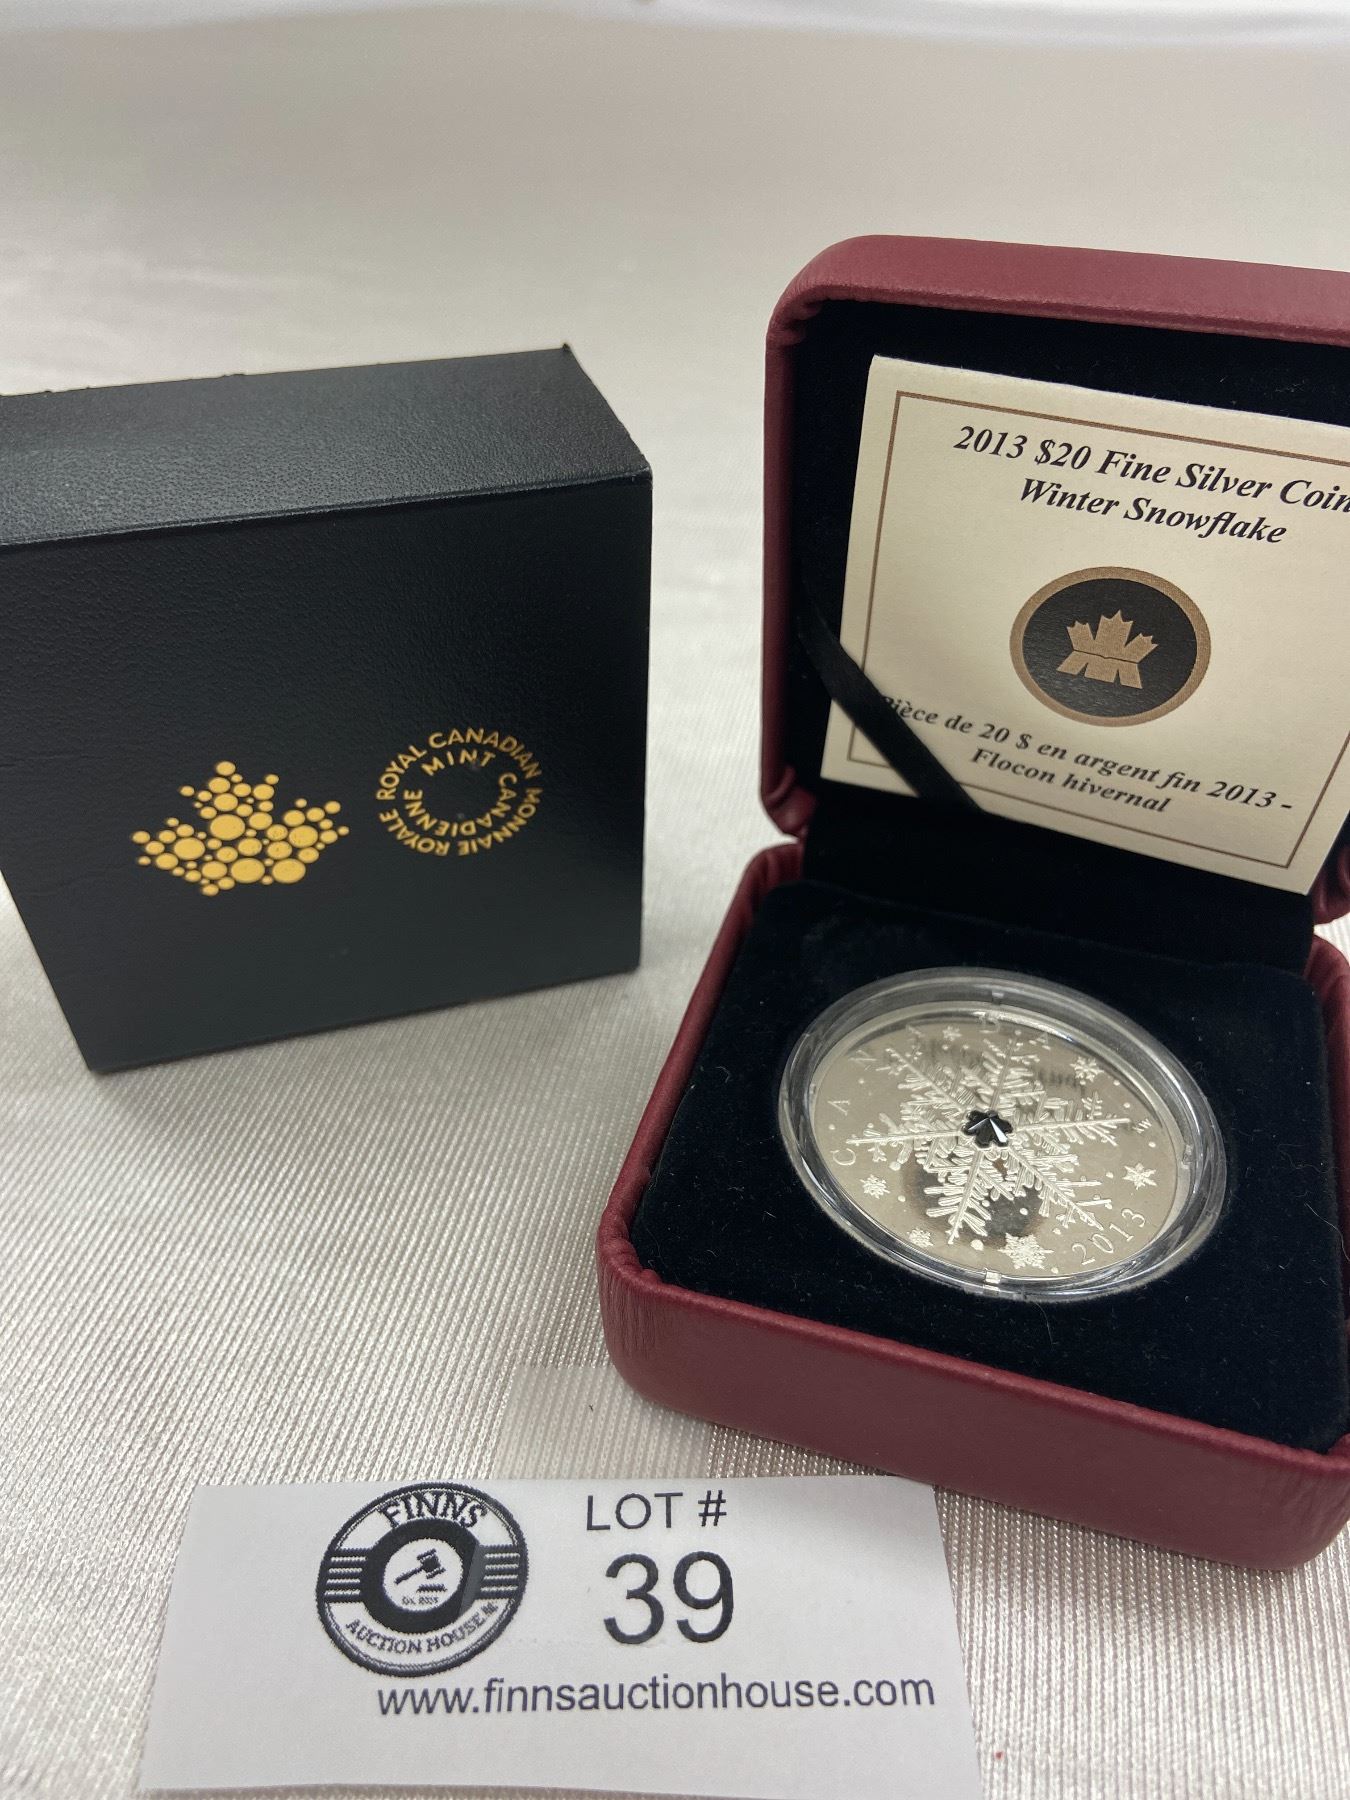 2013 $20 Fine Silver Coin
Winter Snowflake
Pièce de 20 $ en argent fin 2013 -
Flocon hivernal
ROYAL CANADIAN MINT
MONNAIE ROYALE CANADIENNE
CANADA
2013
FINNS
AUCTION HOUSE
LOT #
39
www.finnsauctionhouse.com